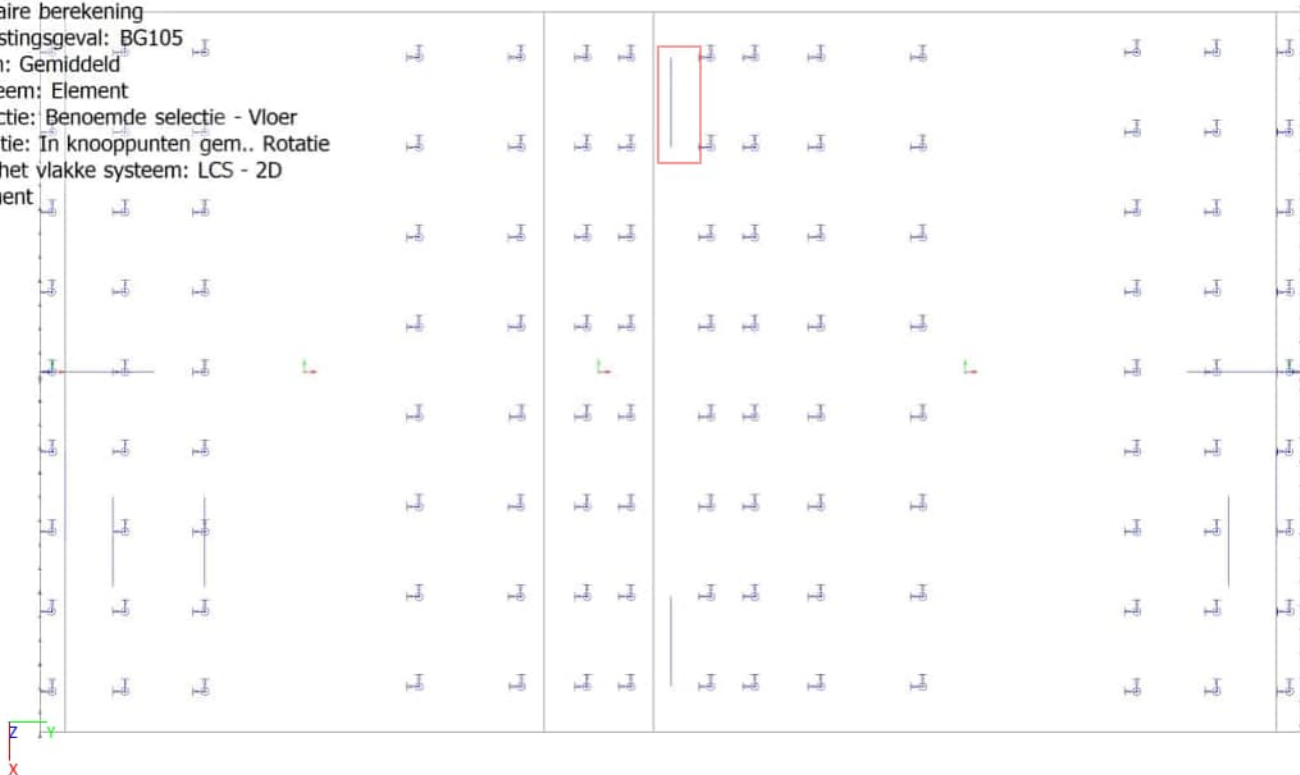 aire berekening
stingsgeval: BG105
n: Gemiddeld
eem: Element
ctie: Benoemde selectie - Vloer
tie: In knooppunten gem.. Rotatie
het vlakke systeem: LCS - 2D
ent
Z Y
X